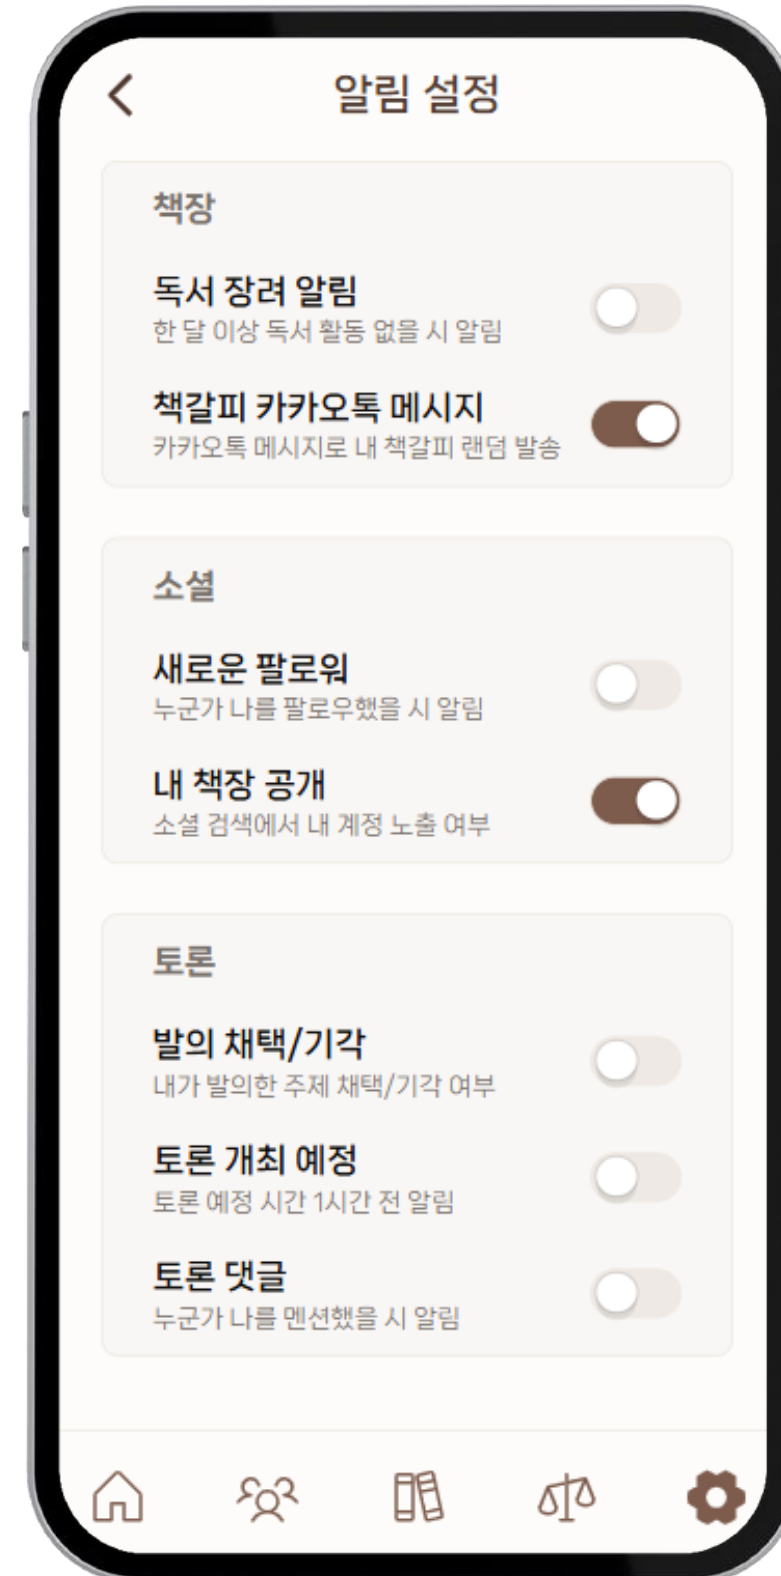 알림 설정
책장
독서 장려 알림
한 달 이상 독서 활동 없을 시 알림
책갈피 카카오톡 메시지
카카오톡 메시지로 내 책갈피 랜덤 발송
소셜
새로운 팔로워
누군가 나를 팔로우했을 시 알림
내 책장 공개
소셜 검색에서 내 계정 노출 여부
토론
발의 채택/기각
내가 발의한 주제 채택/기각 여부
토론 개최 예정
토론 예정 시간 1시간 전 알림
토론 댓글
누군가 나를 멘션했을 시 알림